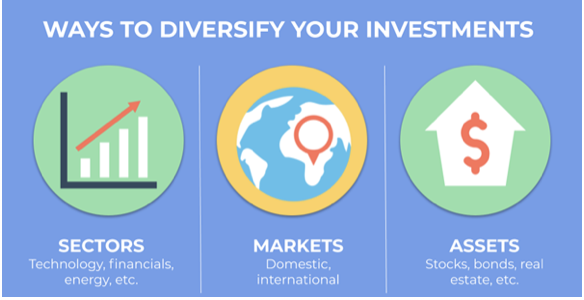 WAYS TO DIVERSIFY YOUR INVESTMENTS
$
SECTORS
Technology, financials,
energy, etc.
MARKETS
Domestic,
international
ASSETS
Stocks, bonds, real
estate, etc.